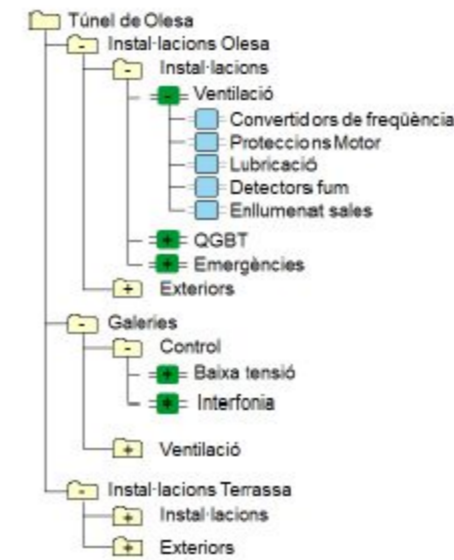 Túnel de Olesa
Instal·lacions Olesa
Instal·lacions
Ventilació
Convertidors de freqüència
Proteccions Motor
Lubricació
Detectors fum
Enllumenat sales
QGBT
Emergències
Exteriors
Galeries
Control
Baixa tensió
Interfonia
Ventilació
Instal·lacions Terrassa
Instal·lacions
Exteriors